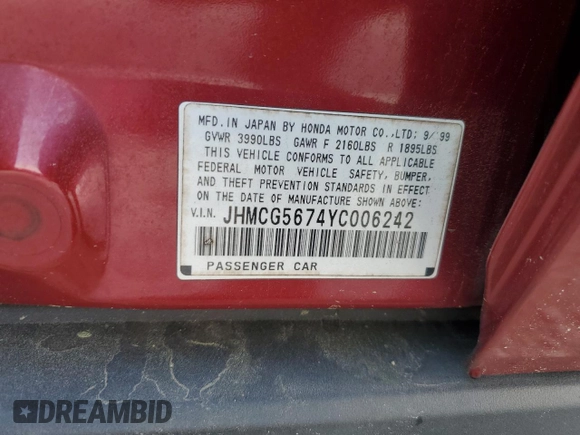 MFD.IN JAPAN BY HONDA MOTOR CO.,LTD; 9/'99
GVWR 3990LBS GAWR F 2160LBS R 1895LBS
THIS VEHICLE CONFORMS TO ALL APPLICABLE
FEDERAL MOTOR VEHICLE SAFETY, BUMPER,
AND THEFT PREVENTION STANDARDS IN EFFECT
ON THE DATE OF MANUFACTURE SHOWN ABOVE:
V.I.N. JHMCG5674YC006242
PASSENGER CAR
DREAMBID